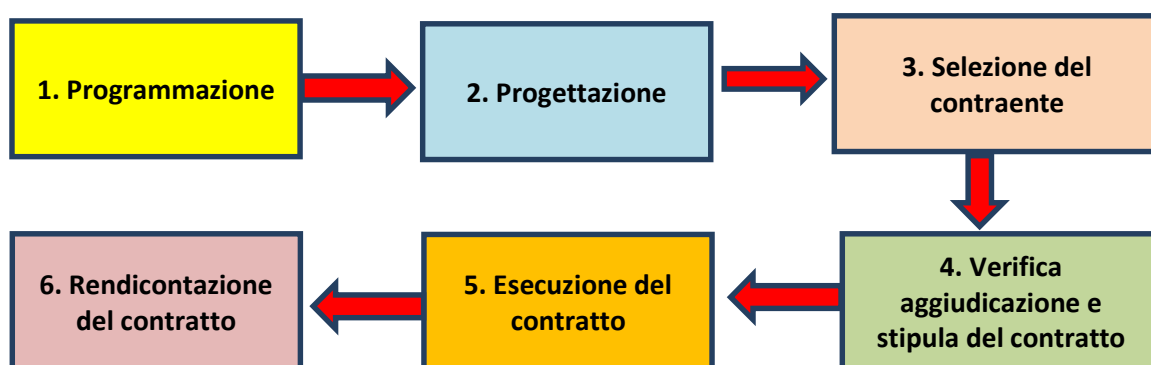 1. Programmazione
2. Progettazione
3. Selezione del
contraente
4. Verifica
aggiudicazione e
stipula del contratto
5. Esecuzione del
contratto
6. Rendicontazione
del contratto